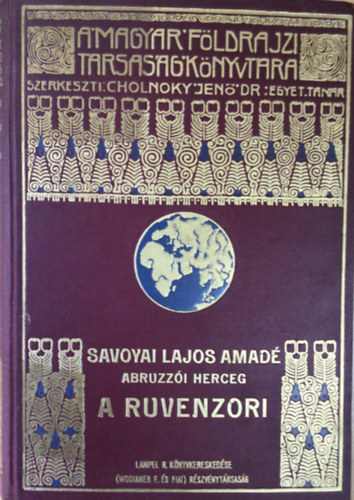 A MAGYAR FÖLDRAJZI
TÁRSASÁG KÖNYVTÁRA
SZERKESZTI: CHOLNOKY JENŐ DR: EGYET. TANÁR
SAVOYAI LAJOS AMADÉ
ABRUZZÓI HERCEG
A RUVENZORI
LAMPEL R. KÖNYVKERESKEDÉSE
(WODIANER F. ÉS FIAI) RÉSZVÉNYTÁRSASÁG